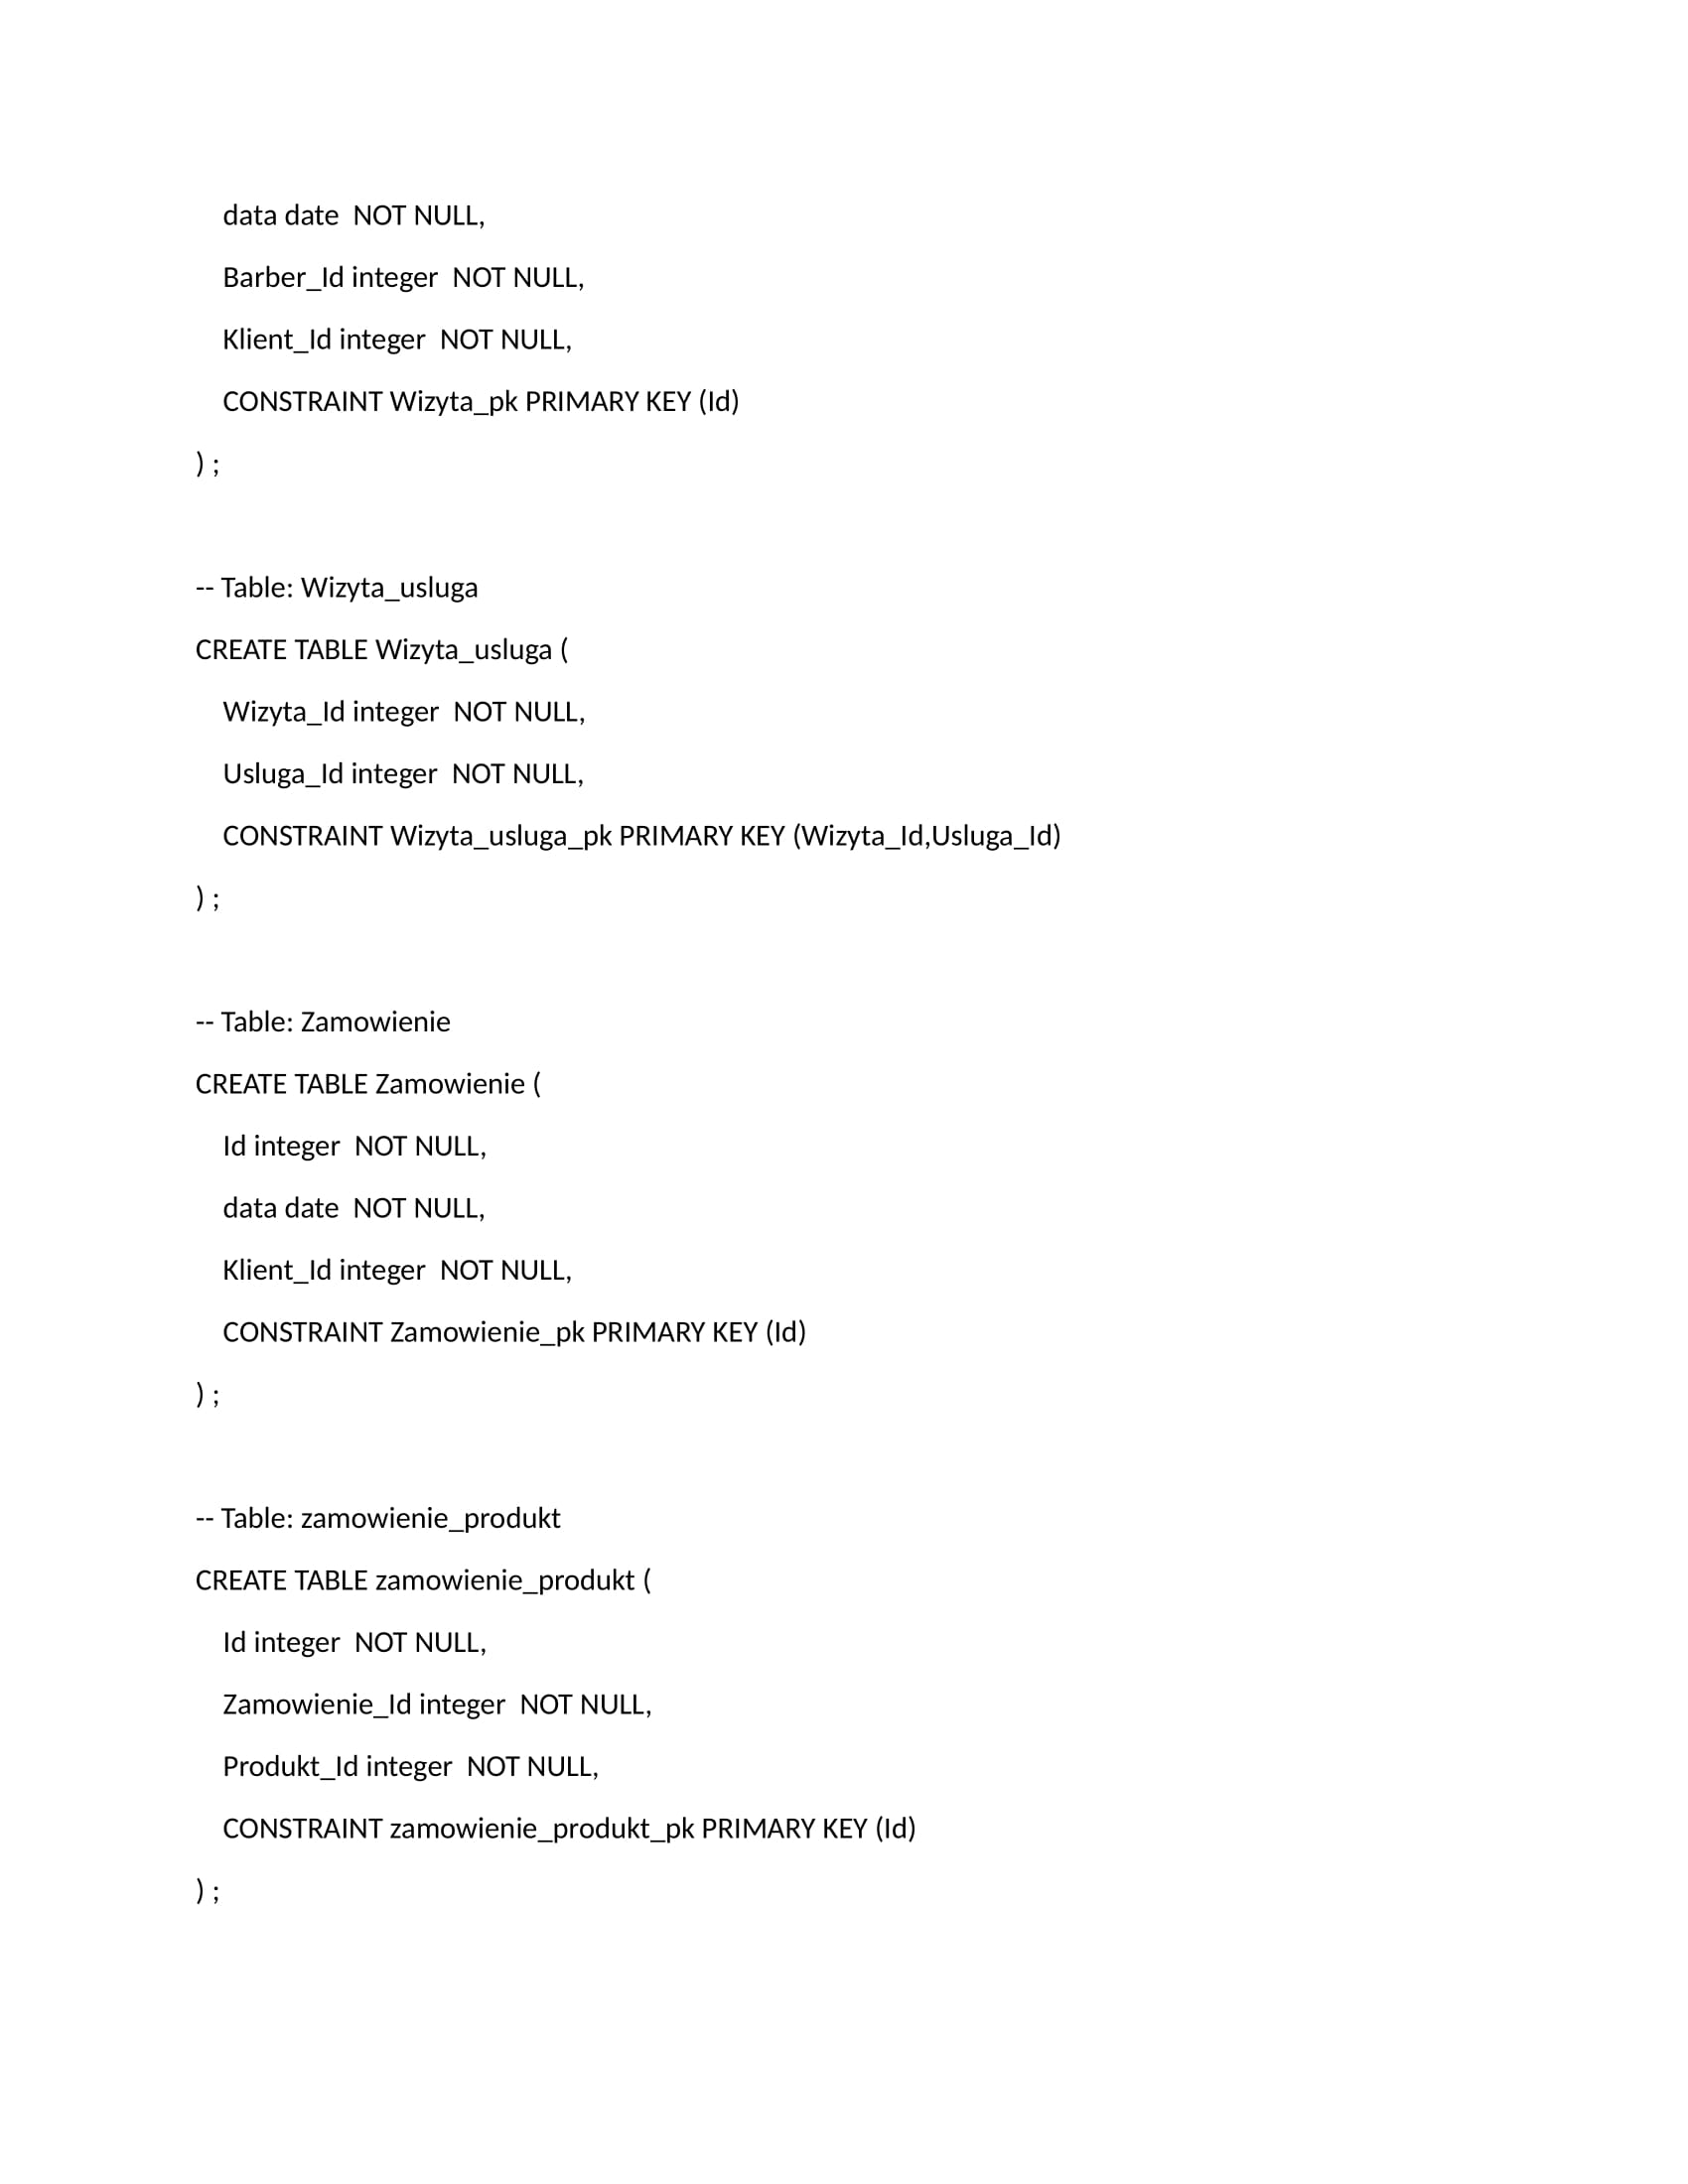 data date  NOT NULL,
Barber_Id integer  NOT NULL,
Klient_Id integer  NOT NULL,
CONSTRAINT Wizyta_pk PRIMARY KEY (Id)
) ;
-- Table: Wizyta_usluga
CREATE TABLE Wizyta_usluga (
Wizyta_Id integer  NOT NULL,
Usluga_Id integer  NOT NULL,
CONSTRAINT Wizyta_usluga_pk PRIMARY KEY (Wizyta_Id,Usluga_Id)
) ;
-- Table: Zamowienie
CREATE TABLE Zamowienie (
Id integer  NOT NULL,
data date  NOT NULL,
Klient_Id integer  NOT NULL,
CONSTRAINT Zamowienie_pk PRIMARY KEY (Id)
) ;
-- Table: zamowienie_produkt
CREATE TABLE zamowienie_produkt (
Id integer  NOT NULL,
Zamowienie_Id integer  NOT NULL,
Produkt_Id integer  NOT NULL,
CONSTRAINT zamowienie_produkt_pk PRIMARY KEY (Id)
) ;